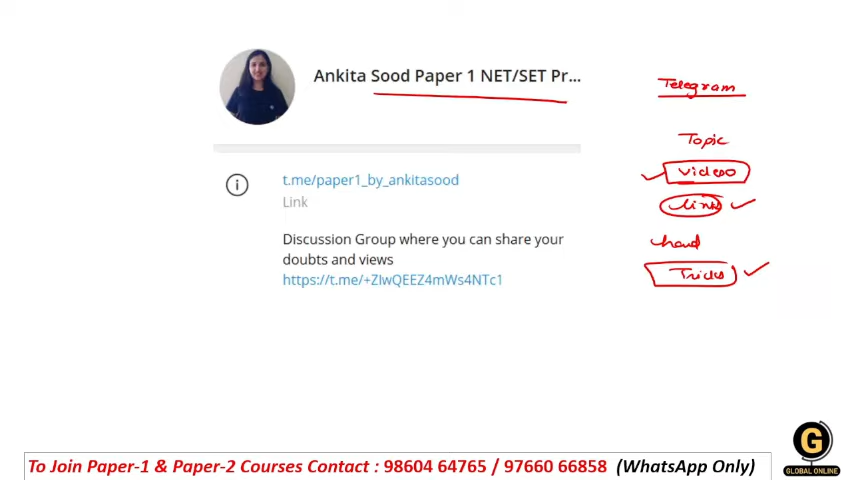 Ankita Sood Paper 1 NET/SET Pr...
t.me/paper1_by_ankitasood
Link
Discussion Group where you can share your
doubts and views
https://t.me/+ZIwQEEZ4mWs4NTc1
Telegram
Topic
Videos
link
hand
Tricks
G
GLOBAL ONLINE
To Join Paper-1 & Paper-2 Courses Contact : 98604 64765 / 97660 66858 (WhatsApp Only)